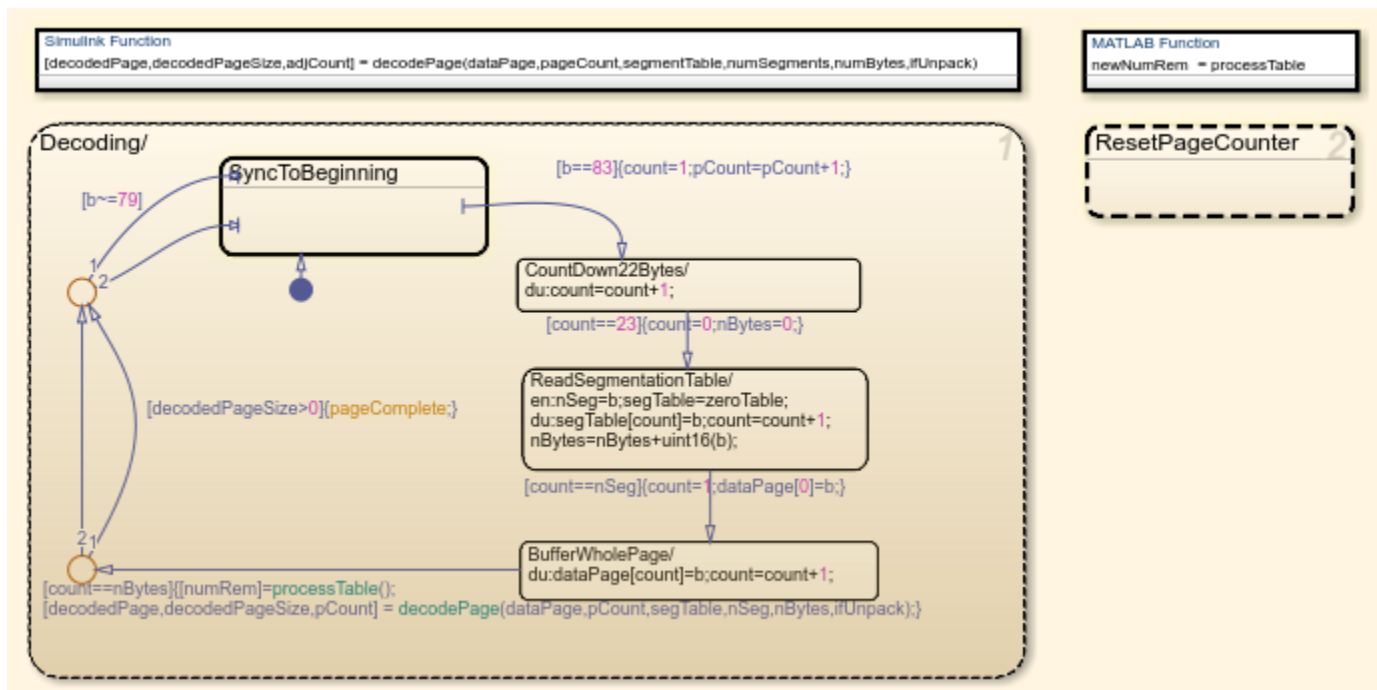 Simulink Function
[decodedPage,decodedPageSize,adjCount] = decodePage(dataPage,pageCount,segmentTable,numSegments,numBytes,ifUnpack)
MATLAB Function
newNumRem = processTable
Decoding/
1
ResetPageCounter
2
SyncToBeginning
[b==83]{count=1;pCount=pCount+1;}
[b~=79]
1
2
CountDown22Bytes/
du:count=count+1;
[count==23]{count=0;nBytes=0;}
ReadSegmentationTable/
en:nSeg=b;segTable=zeroTable;
du:segTable[count]=b;count=count+1;
nBytes=nBytes+uint16(b);
[decodedPageSize>0]{pageComplete;}
[count==nSeg]{count=1;dataPage[0]=b;}
2
1
BufferWholePage/
du:dataPage[count]=b;count=count+1;
[count==nBytes]{[numRem]=processTable();
[decodedPage,decodedPageSize,pCount] = decodePage(dataPage,pCount,segTable,nSeg,nBytes,ifUnpack);}